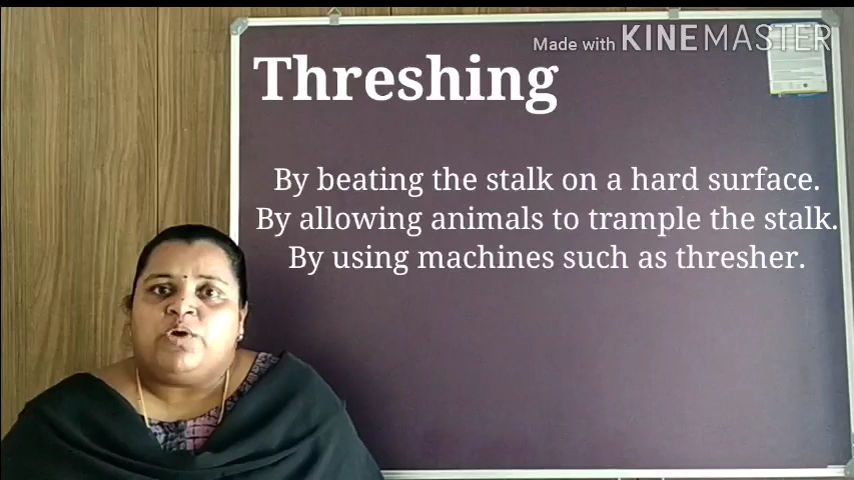 Made with KINEMASTER
Threshing
By beating the stalk on a hard surface.
By allowing animals to trample the stalk.
By using machines such as thresher.